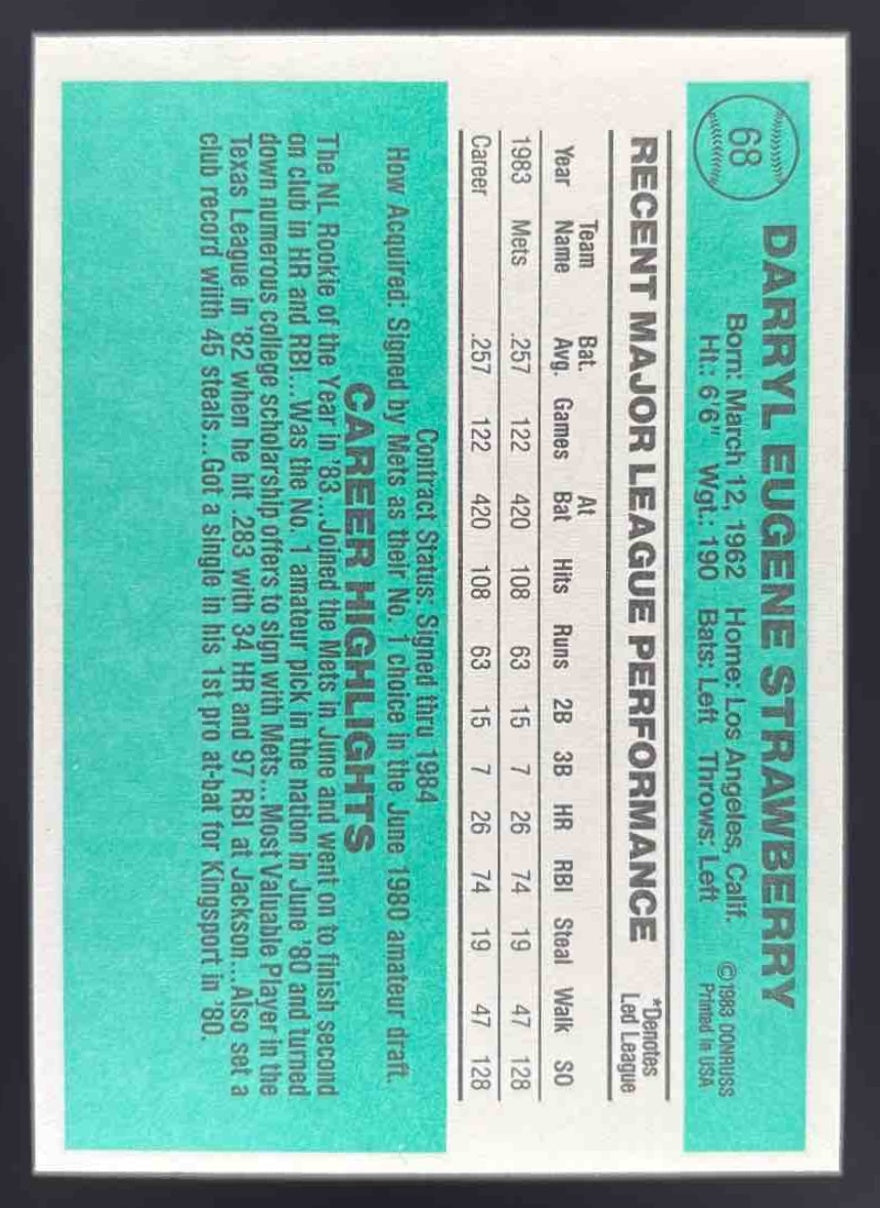 68
DARRYL EUGENE STRAWBERRY
Born: March 12, 1962 Home: Los Angeles, Calif. ©1983 DONRUSS
Ht.: 6'6" Wgt.: 190 Bats: Left Throws: Left Printed in USA
RECENT MAJOR LEAGUE PERFORMANCE
*Denotes
Led League
Team Bat. At
Year Name Avg. Games Bat Hits Runs 2B 3B HR RBI Steal Walk SO
1983 Mets .257 122 420 108 63 15 7 26 74 19 47 128
Career .257 122 420 108 63 15 7 26 74 19 47 128
Contract Status: Signed thru 1984
How Acquired: Signed by Mets as their No. 1 choice in the June 1980 amateur draft.
CAREER HIGHLIGHTS
The NL Rookie of the Year in '83...Joined the Mets in June and went on to finish second
on club in HR and RBI...Was the No. 1 amateur pick in the nation in June '80 and turned
down numerous college scholarship offers to sign with Mets...Most Valuable Player in the
Texas League in '82 when he hit .283 with 34 HR and 97 RBI at Jackson...Also set a
club record wiith 45 steals...Got a single in his 1st pro at-bat for Kingsport in '80.